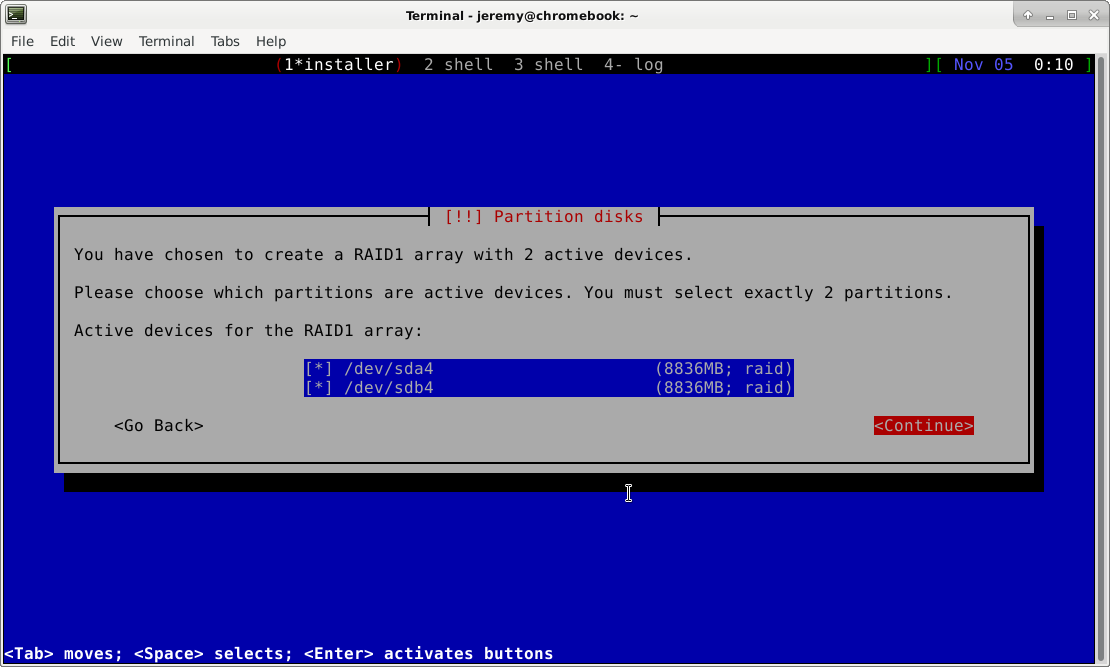 Terminal - jeremy@chromebook: ~
File Edit View Terminal Tabs Help
[ (1*installer) 2 shell 3 shell 4- log ][ Nov 05 0:10 ]
[!!] Partition disks
You have chosen to create a RAID1 array with 2 active devices.
Please choose which partitions are active devices. You must select exactly 2 partitions.
Active devices for the RAID1 array:
[*] /dev/sda4 (8836MB; raid)
[*] /dev/sdb4 (8836MB; raid)
<Go Back> <Continue>
<Tab> moves; <Space> selects; <Enter> activates buttons